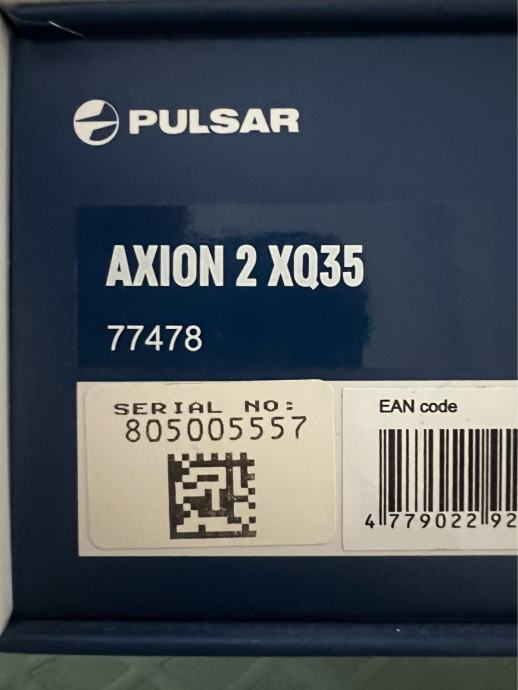 PULSAR
AXION 2 XQ35
77478
SERIAL NO:
805005557
EAN code
4 779022 92